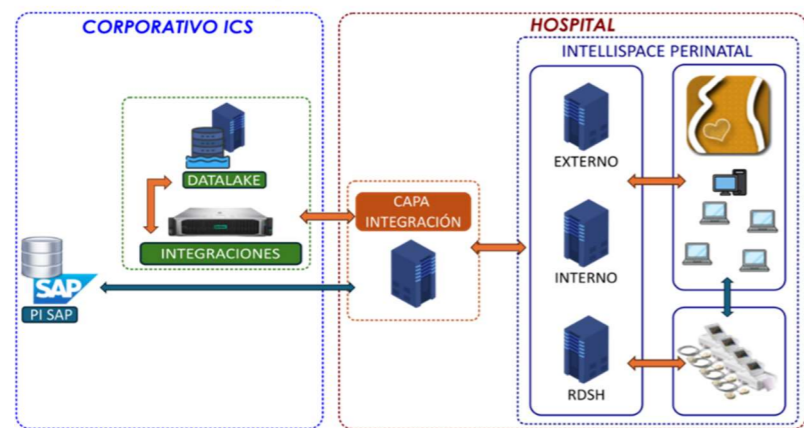 CORPORATIVO ICS
HOSPITAL
INTELLISPACE PERINATAL
EXTERNO
DATALAKE
CAPA
INTEGRACIÓN
INTEGRACIONES
INTERNO
SAP
PI SAP
RDSH